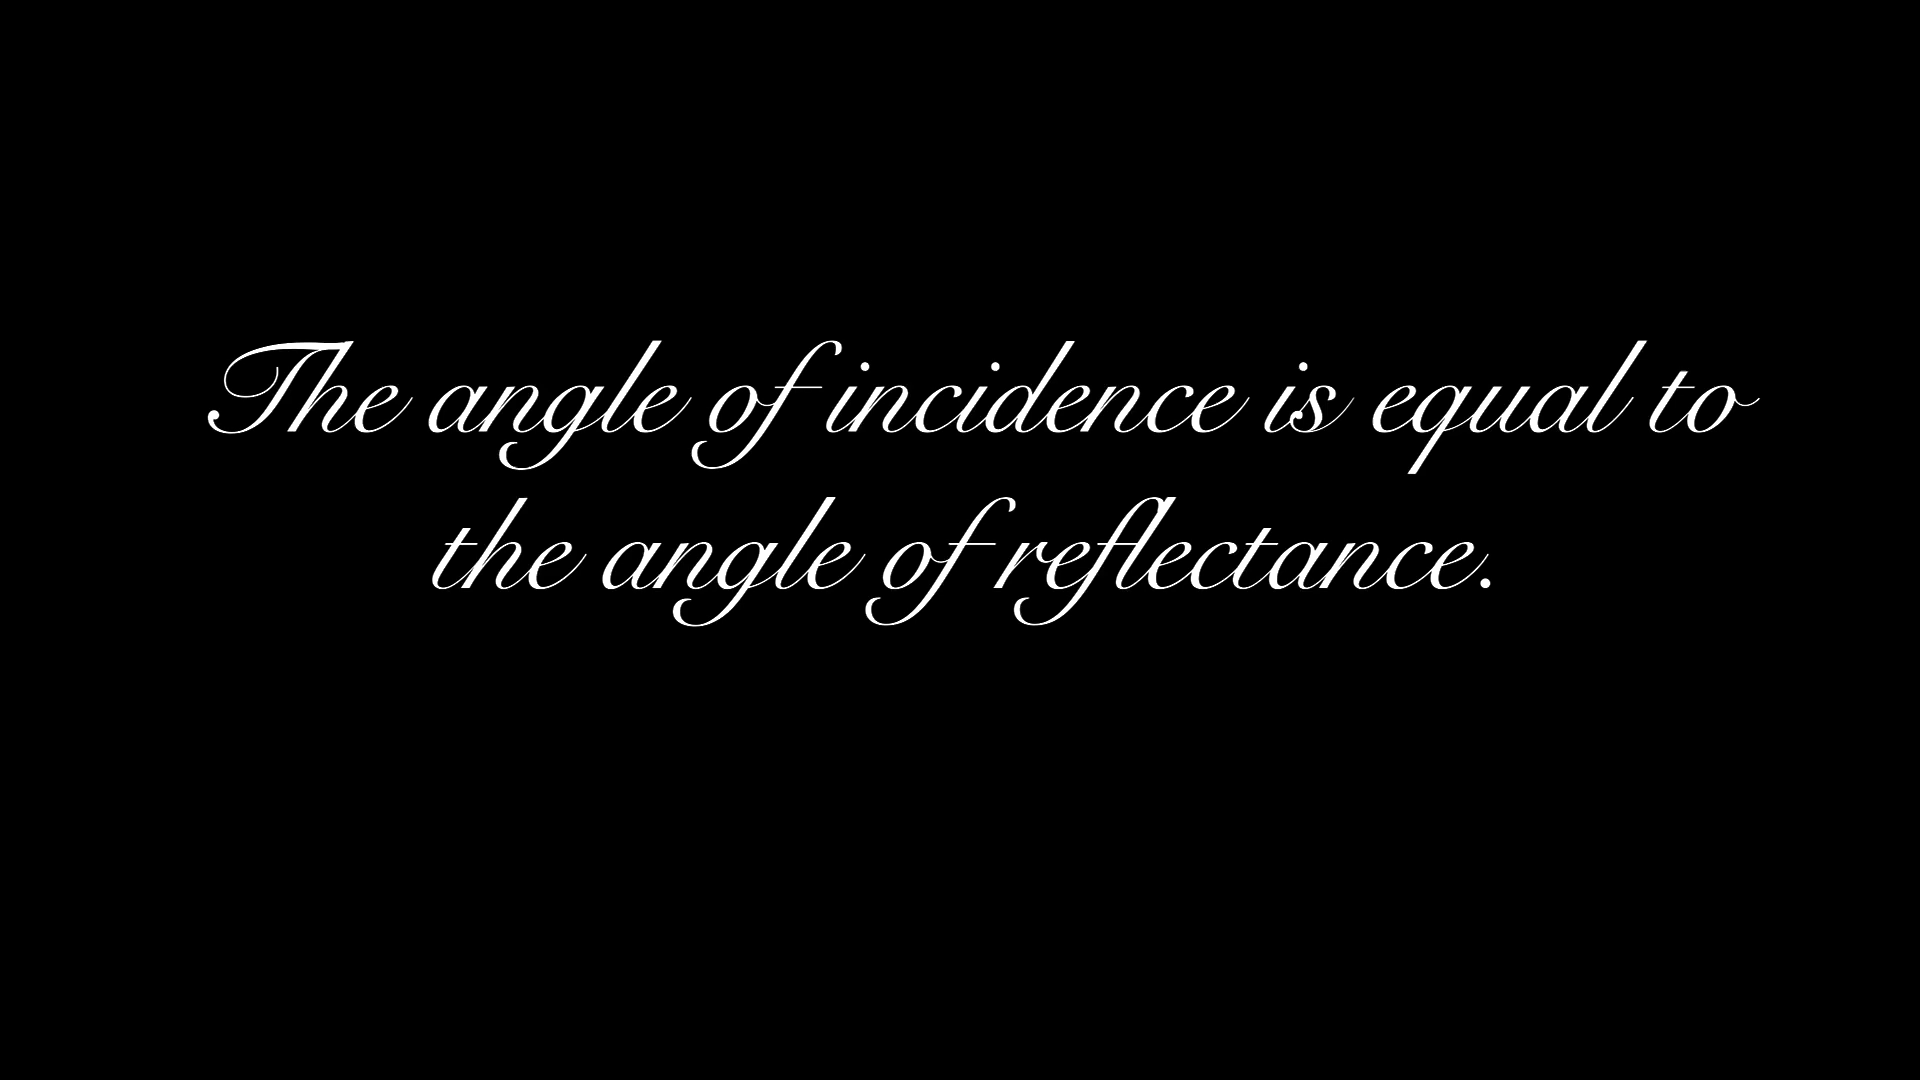 The angle of incidence is equal to
the angle of reflectance.